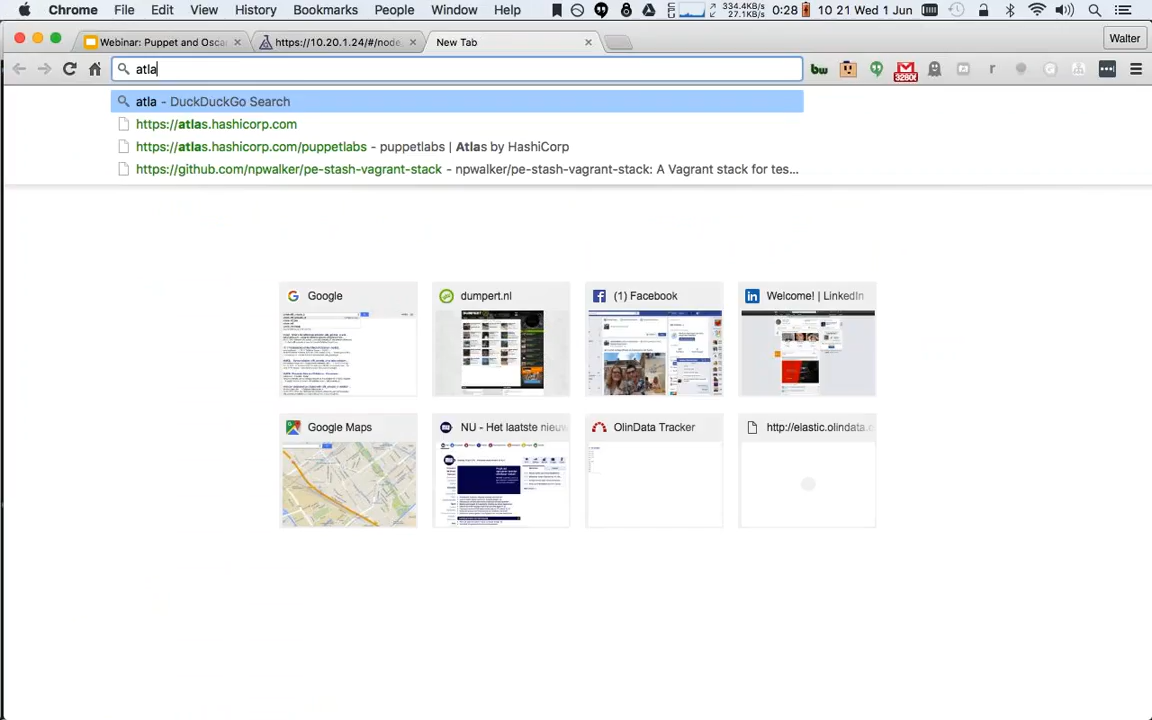 Chrome File Edit View History Bookmarks People Window Help 334.4KB/s 27.1KB/s 0:28 10 21 Wed 1 Jun
Webinar: Puppet and Osca https://10.20.1.24/#/node New Tab Walter
atla
atla - DuckDuckGo Search
https://atlas.hashicorp.com
https://atlas.hashicorp.com/puppetlabs - puppetlabs | Atlas by HashiCorp
https://github.com/npwalker/pe-stash-vagrant-stack - npwalker/pe-stash-vagrant-stack: A Vagrant stack for tes...
Google dumpert.nl (1) Facebook Welcome! | LinkedIn
Google Maps NU - Het laatste nieuw OlinData Tracker http://elastic.olindata.